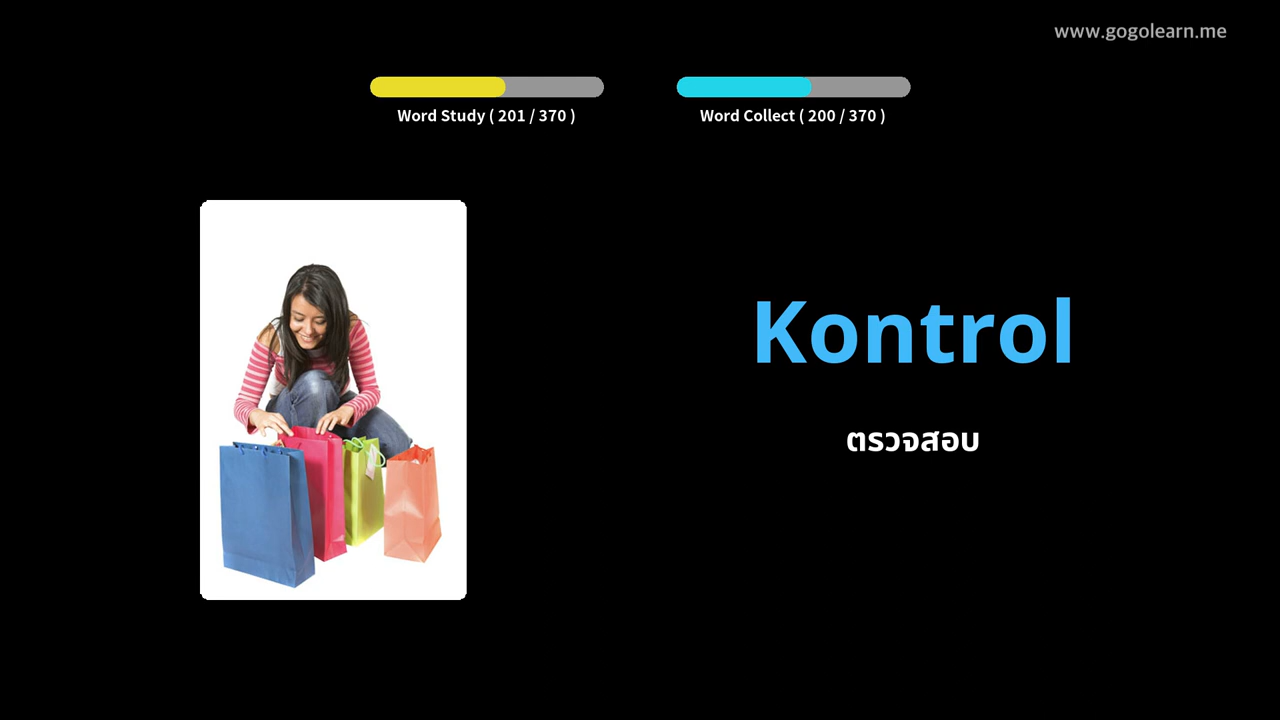 www.gogolearn.me
Word Study ( 201 / 370 )
Word Collect ( 200 / 370 )
Kontrol
ตรวจสอบ